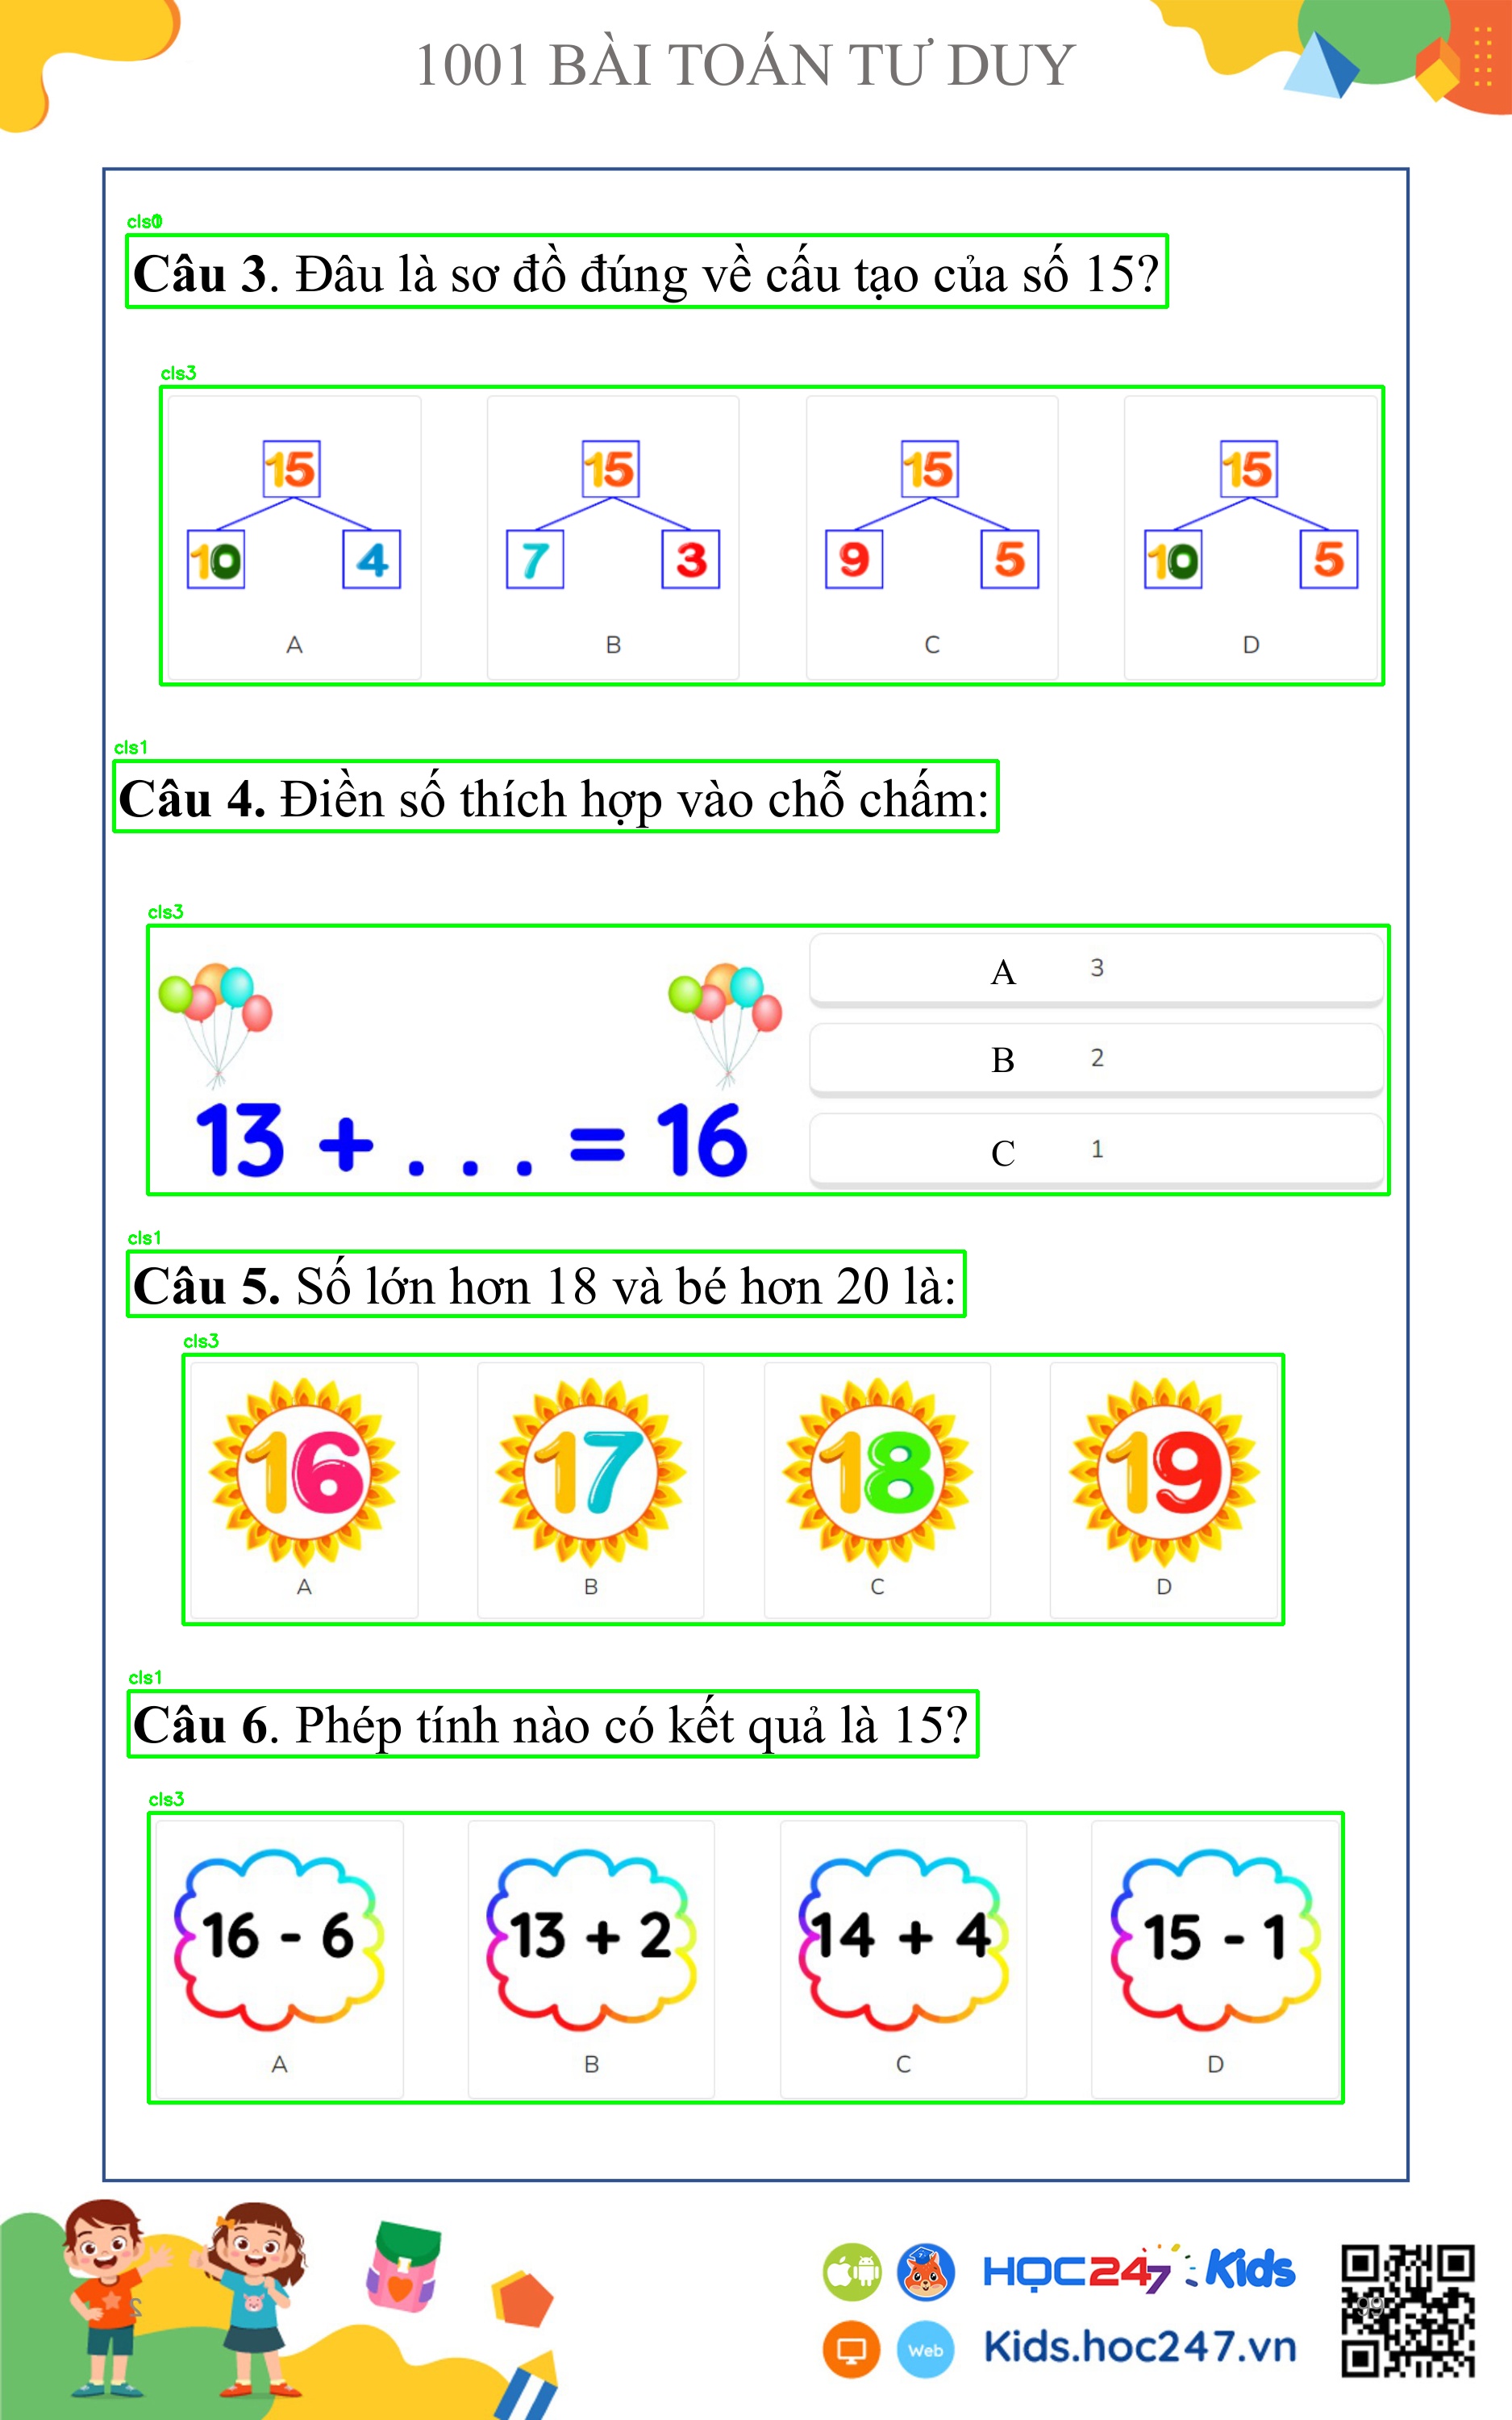 1001 BÀI TOÁN TƯ DUY
cls0
Câu 3. Đâu là sơ đồ đúng về cấu tạo của số 15?
cls3
15 15 15 15
10 4 7 3 9 5 10 5
A B C D
cls1
Câu 4. Điền số thích hợp vào chỗ chấm:
cls3
A 3
B 2
C 1
13 + . . . = 16
cls1
Câu 5. Số lớn hơn 18 và bé hơn 20 là:
cls3
16 17 18 19
A B C D
cls1
Câu 6. Phép tính nào có kết quả là 15?
cls3
16 - 6 13 + 2 14 + 4 15 - 1
A B C D
HỌC247 Kids
Web Kids.hoc247.vn
2
99